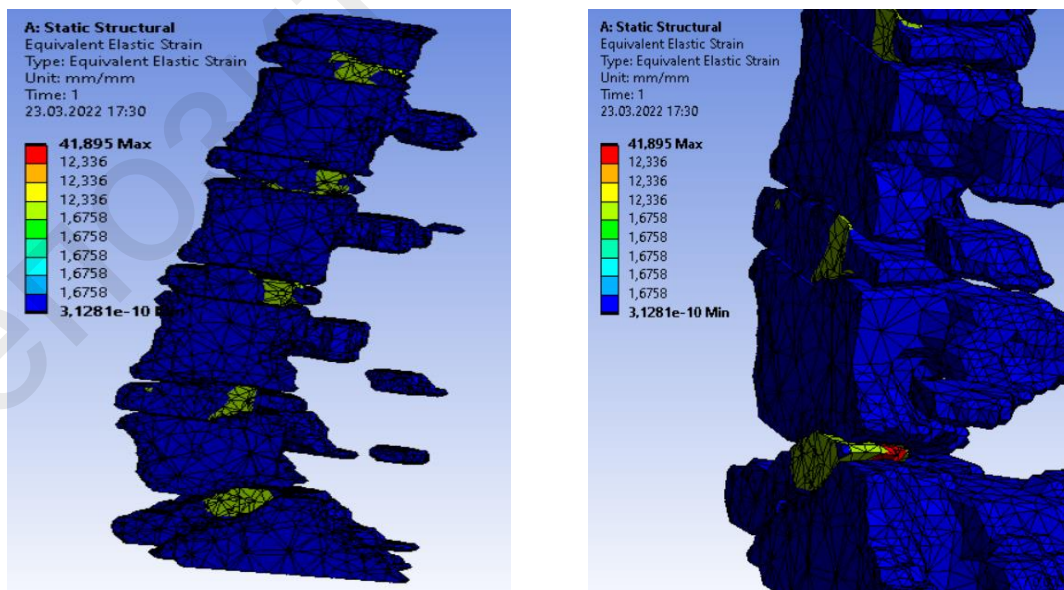 A: Static Structural
Equivalent Elastic Strain
Type: Equivalent Elastic Strain
Unit: mm/mm
Time: 1
23.03.2022 17:30
41,895 Max
12,336
12,336
12,336
1,6758
1,6758
1,6758
1,6758
3,1281e-10 Min
A: Static Structural
Equivalent Elastic Strain
Type: Equivalent Elastic Strain
Unit: mm/mm
Time: 1
23.03.2022 17:30
41,895 Max
12,336
12,336
12,336
1,6758
1,6758
1,6758
1,6758
3,1281e-10 Min